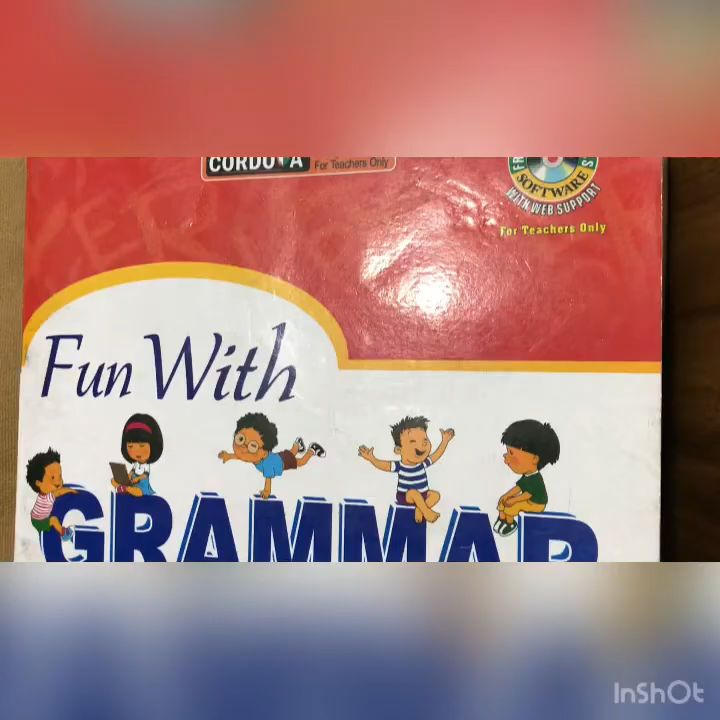 CORDOVA
For Teachers Only
SOFTWARE
WITH WEB SUPPORT
For Teachers Only
Fun With
GRAMMAR
InShOt